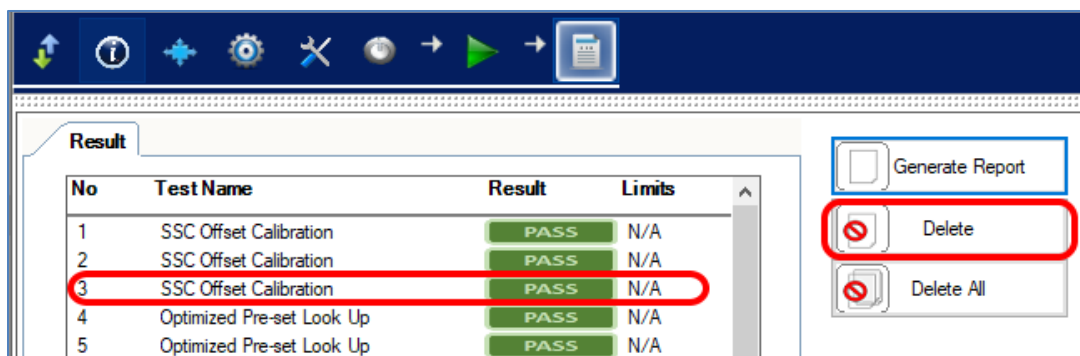 Result
No Test Name Result Limits
1 SSC Offset Calibration PASS N/A
2 SSC Offset Calibration PASS N/A
3 SSC Offset Calibration PASS N/A
4 Optimized Pre-set Look Up PASS N/A
5 Optimized Pre-set Look Up PASS N/A
Generate Report
Delete
Delete All